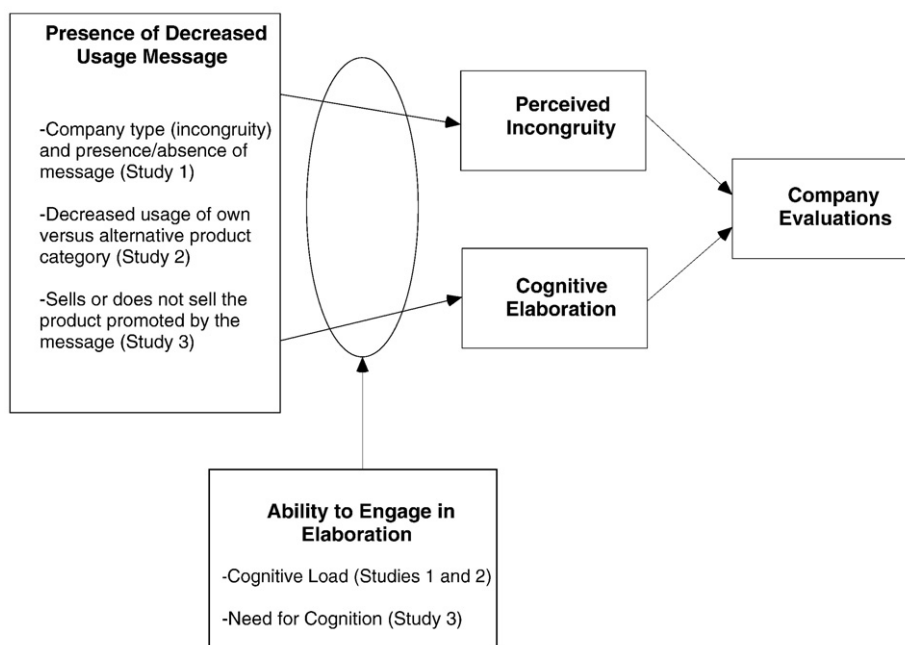 Presence of Decreased
Usage Message
-Company type (incongruity)
and presence/absence of
message (Study 1)
-Decreased usage of own
versus alternative product
category (Study 2)
-Sells or does not sell the
product promoted by the
message (Study 3)
Perceived
Incongruity
Cognitive
Elaboration
Company
Evaluations
Ability to Engage in
Elaboration
-Cognitive Load (Studies 1 and 2)
-Need for Cognition (Study 3)